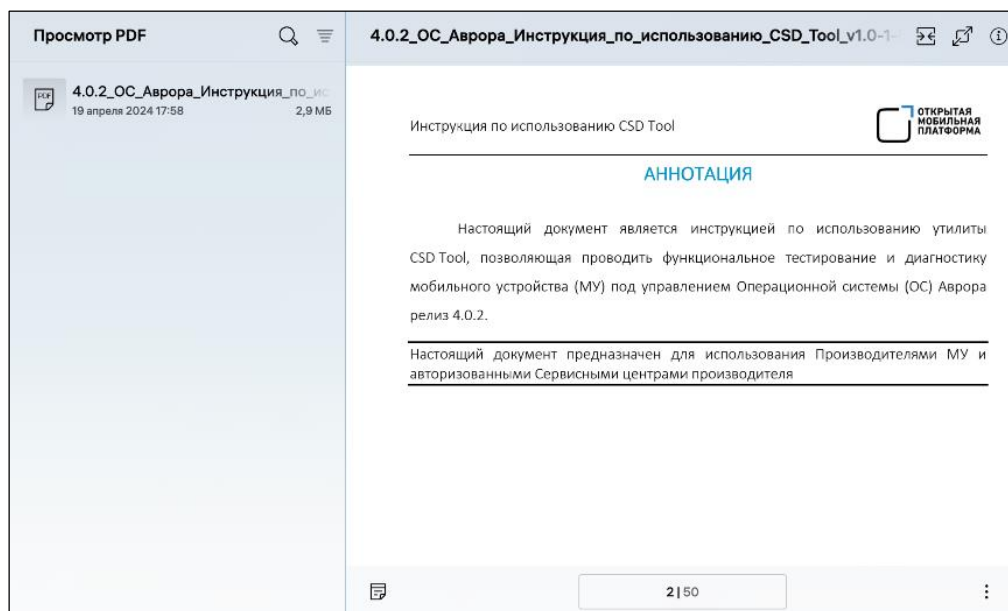 Просмотр PDF
4.0.2_ОС_Аврора_Инструкция_по_ис
19 апреля 2024 17:58 2,9 МБ
PDF
4.0.2_ОС_Аврора_Инструкция_по_использованию_CSD_Tool_v1.0-1-
Инструкция по использованию CSD Tool
ОТКРЫТАЯ
МОБИЛЬНАЯ
ПЛАТФОРМА
АННОТАЦИЯ
Настоящий документ является инструкцией по использованию утилиты
CSD Tool, позволяющая проводить функциональное тестирование и диагностику
мобильного устройства (МУ) под управлением Операционной системы (ОС) Аврора
релиз 4.0.2.
Настоящий документ предназначен для использования Производителями МУ и
авторизованными Сервисными центрами производителя
2|50